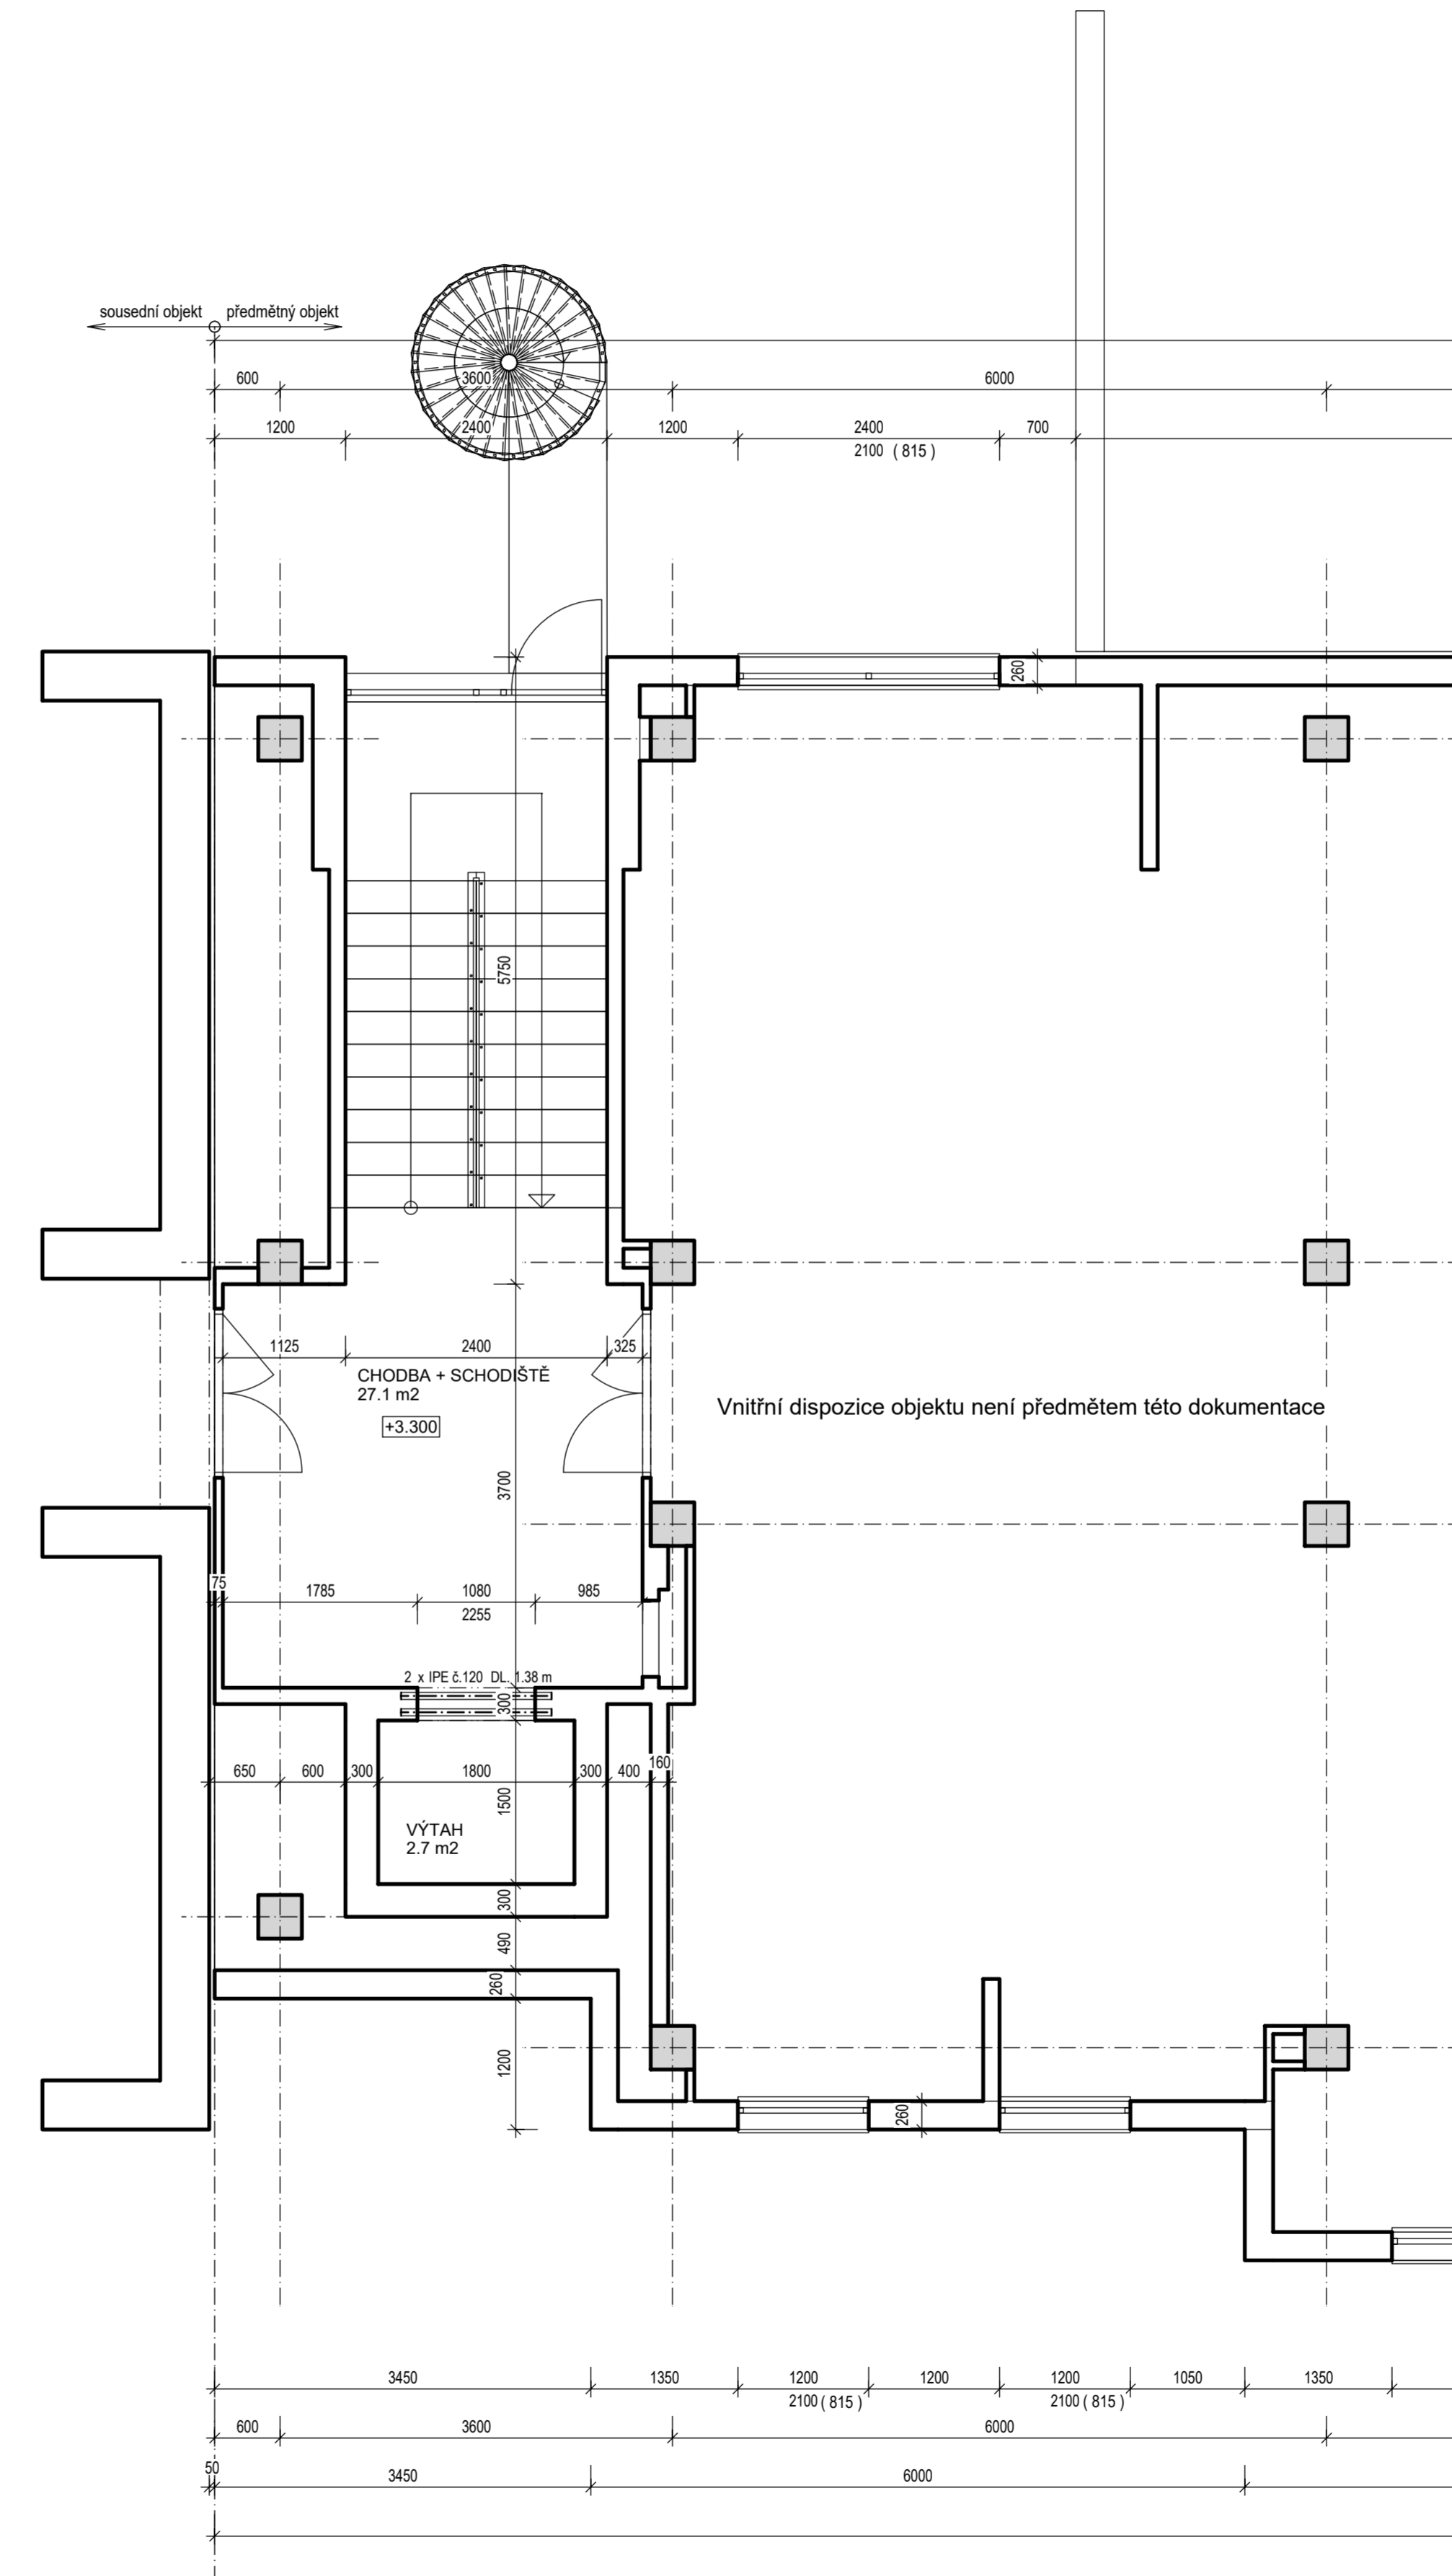 sousední objekt předmětný objekt
600 3600 6000
1200 2400 1200 2400 700
2100 ( 815 )
260
5750
1125 2400 325
CHODBA + SCHODIŠTĚ
27.1 m2
+3.300
Vnitřní dispozice objektu není předmětem této dokumentace
3700
75 1785 1080 985
2255
2 x IPE č.120 DL. 1.38 m
300
650 600 300 1800 300 400 160
1500
VÝTAH
2.7 m2
300
490
260
1200
260
3450 1350 1200 1200 1200 1050 1350
2100 ( 815 ) 2100 ( 815 )
600 3600 6000
50 3450 6000